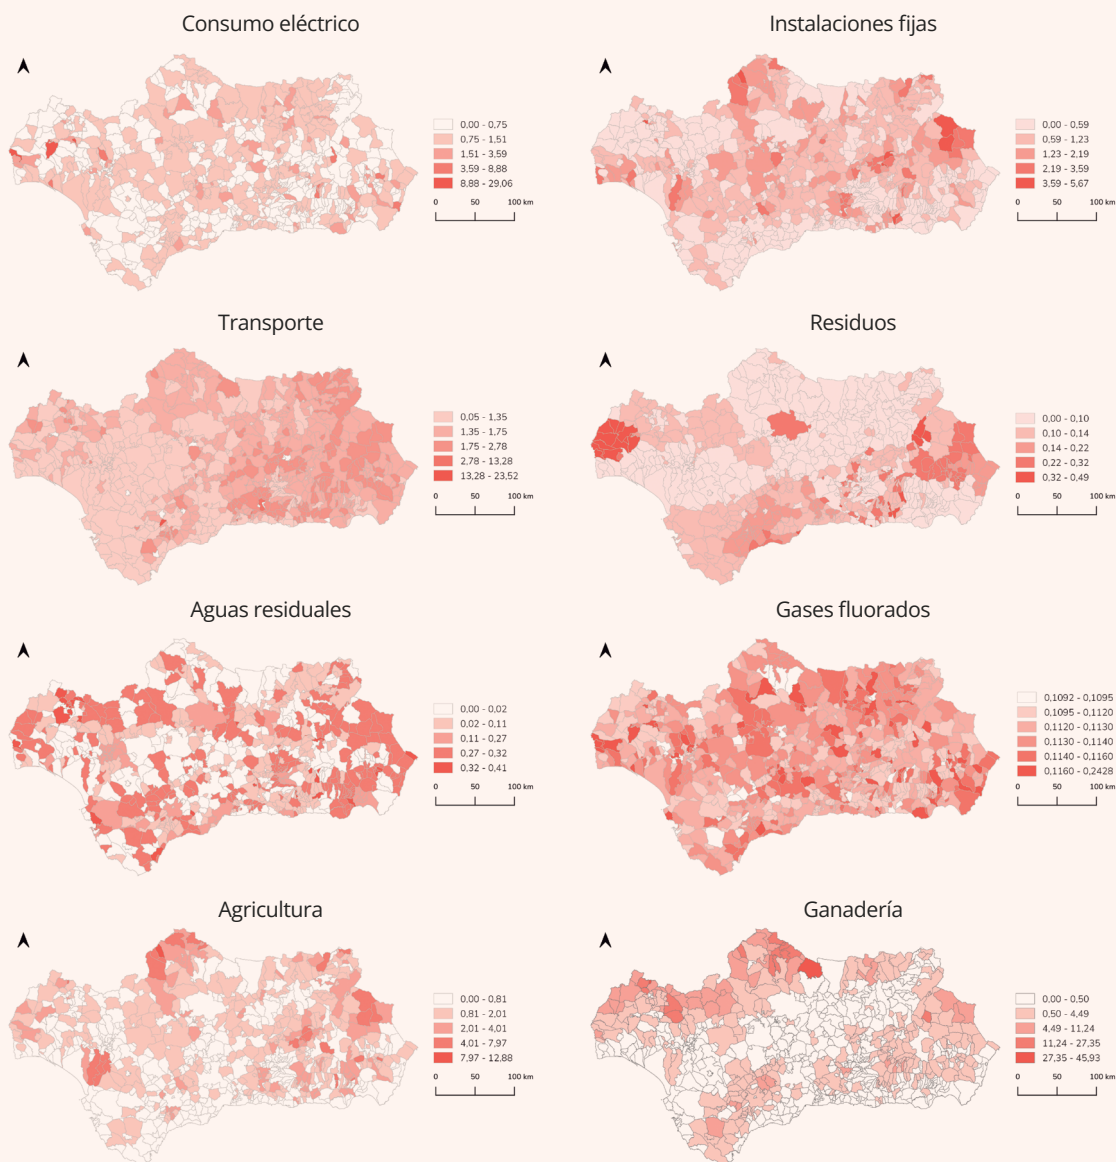 Consumo eléctrico
0,00 - 0,75
0,75 - 1,51
1,51 - 3,59
3,59 - 8,88
8,88 - 29,06
0 100 km
Instalaciones fijas
0,00 - 0,59
0,59 - 1,23
1,23 - 2,19
2,19 - 3,59
3,59 - 5,67
0 100 km
Transporte
0,05 - 1,35
1,35 - 1,75
1,75 - 2,78
2,78 - 13,28
13,28 - 23,52
0 100 km
Residuos
0,00 - 0,10
0,10 - 0,14
0,14 - 0,22
0,22 - 0,32
0,32 - 0,49
0 100 km
Aguas residuales
0,00 - 0,02
0,02 - 0,11
0,11 - 0,27
0,27 - 0,32
0,32 - 0,41
0 100 km
Gases fluorados
0,1092 - 0,1095
0,1095 - 0,1120
0,1120 - 0,1130
0,1130 - 0,1140
0,1140 - 0,1160
0,1160 - 0,2428
0 100 km
Agricultura
0,00 - 0,81
0,81 - 2,01
2,01 - 4,01
4,01 - 7,97
7,97 - 12,88
0 100 km
Ganadería
0,00 - 0,50
0,50 - 4,49
4,49 - 11,24
11,24 - 27,35
27,35 - 45,93
0 100 km